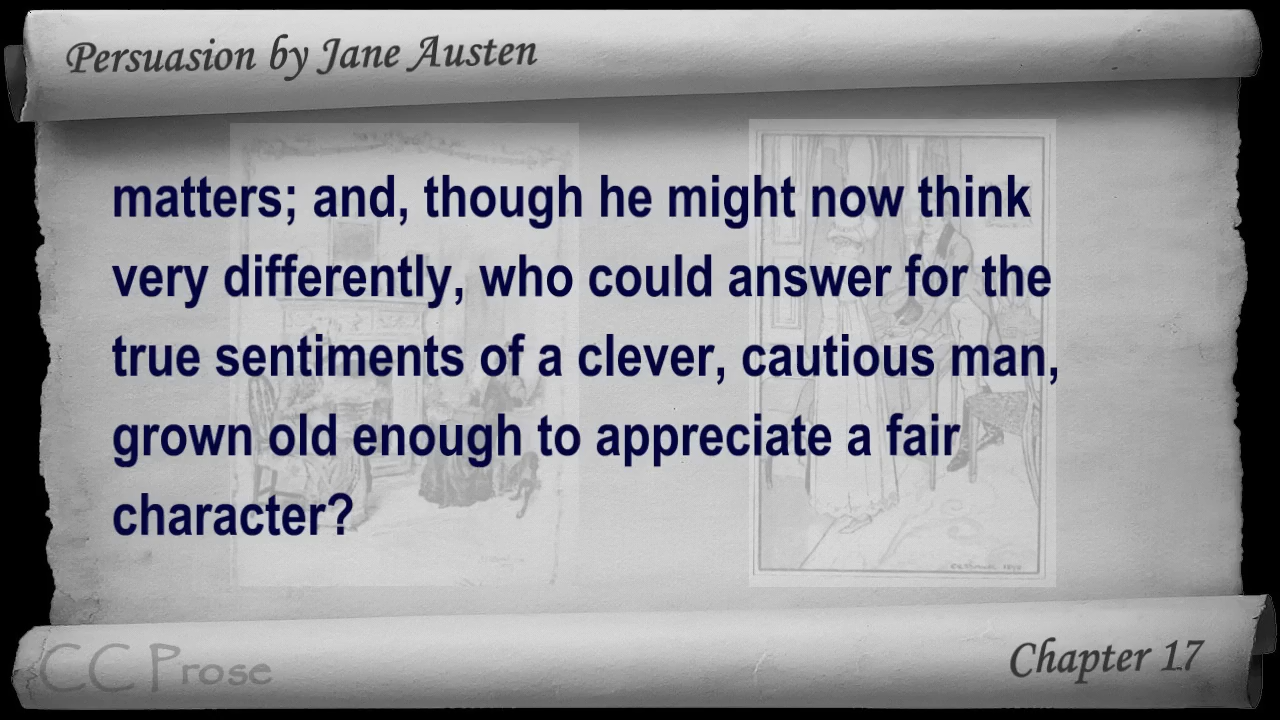 Persuasion by Jane Austen
matters; and, though he might now think
very differently, who could answer for the
true sentiments of a clever, cautious man,
grown old enough to appreciate a fair
character?
CC Prose
Chapter 17